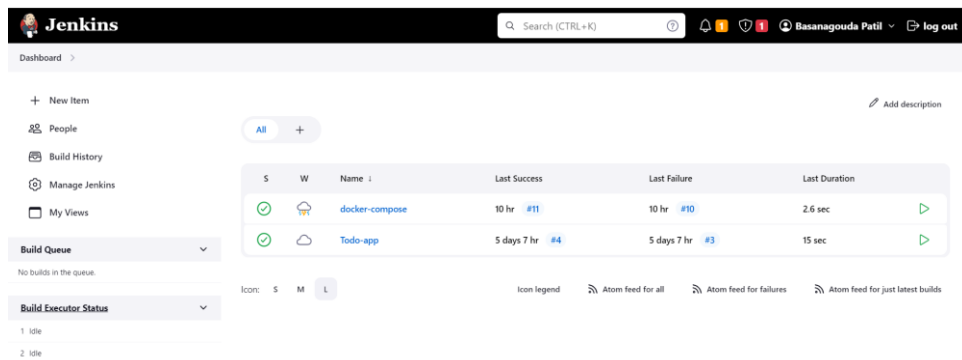 Jenkins
Search (CTRL+K)
1
1
Basanagouda Patil
log out
Dashboard >
New Item
People
Build History
Manage Jenkins
My Views
Build Queue
No builds in the queue.
Build Executor Status
1 Idle
2 Idle
Add description
All +
S W Name ↓ Last Success Last Failure Last Duration
docker-compose 10 hr #11 10 hr #10 2.6 sec
Todo-app 5 days 7 hr #4 5 days 7 hr #3 15 sec
Icon: S M L Icon legend Atom feed for all Atom feed for failures Atom feed for just latest builds